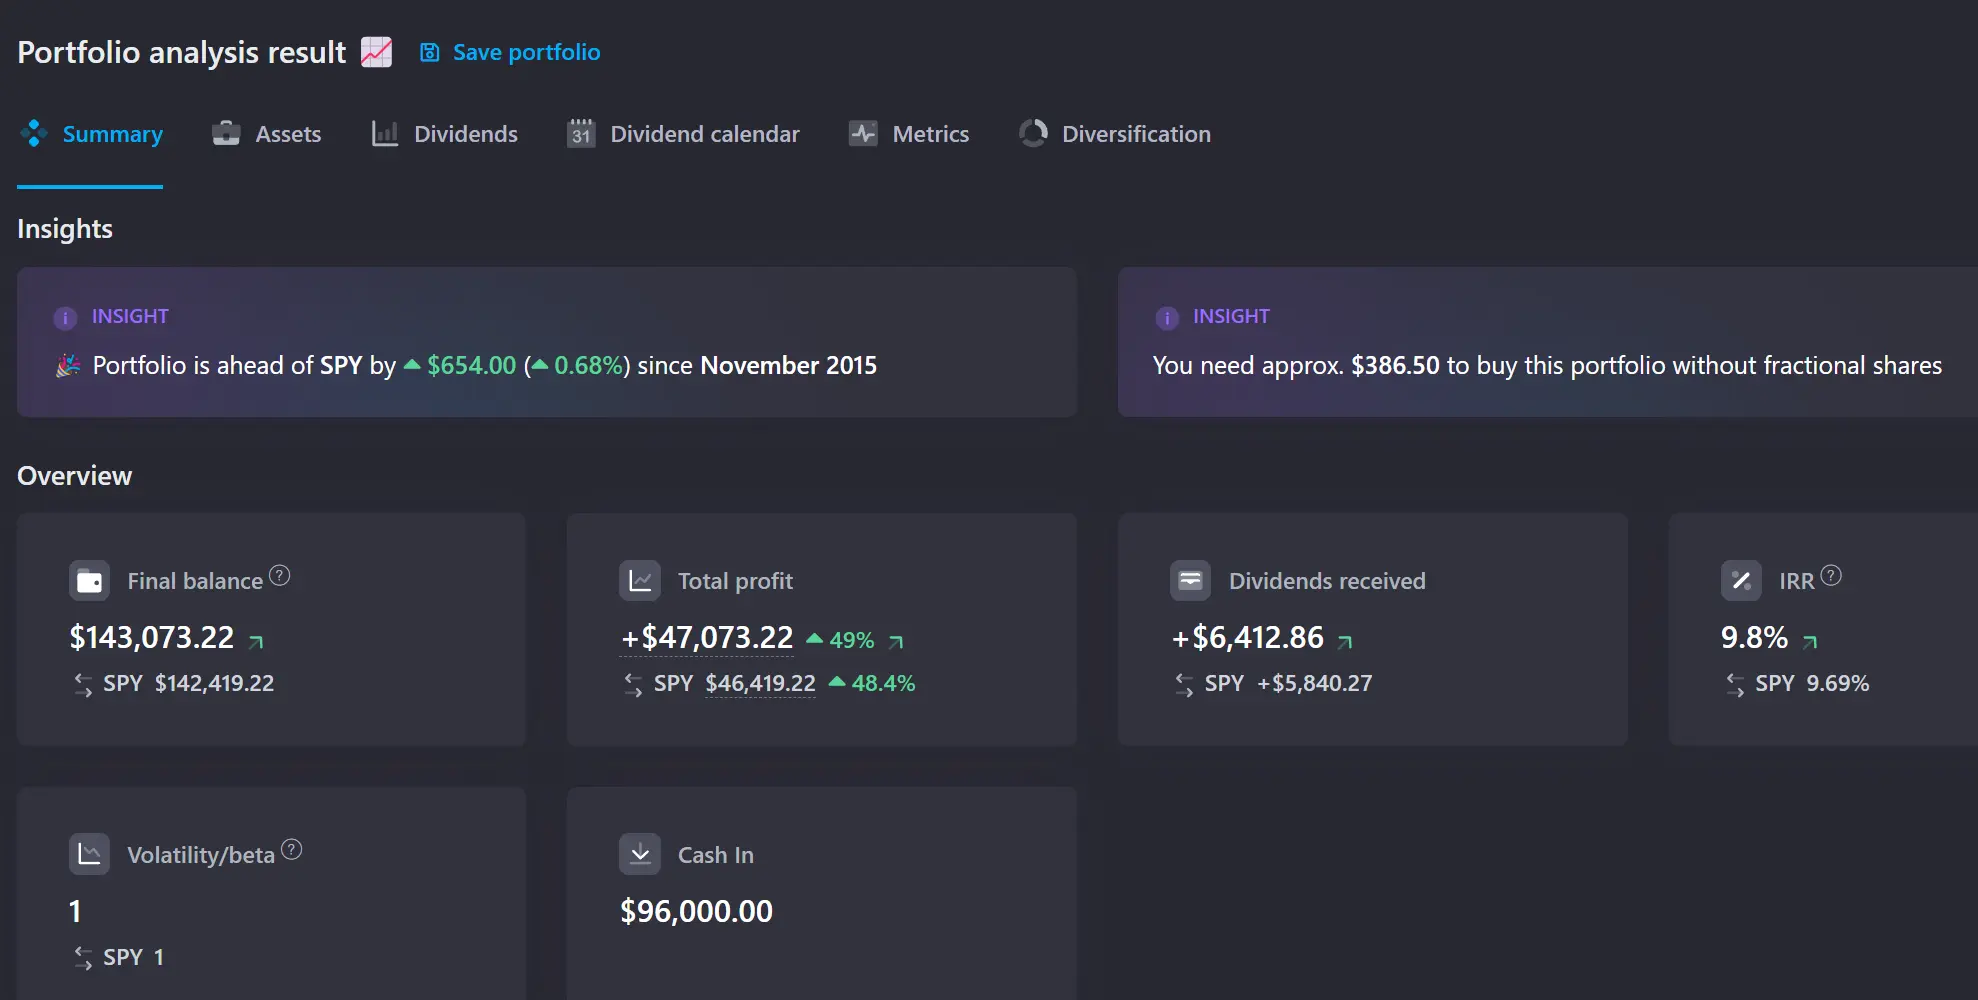 Portfolio analysis result Save portfolio
Summary Assets Dividends 31 Dividend calendar Metrics Diversification
Insights
INSIGHT
Portfolio is ahead of SPY by $654.00 (0.68%) since November 2015
INSIGHT
You need approx. $386.50 to buy this portfolio without fractional shares
Overview
Final balance ?
$143,073.22
SPY $142,419.22
Total profit
+$47,073.22 49%
SPY $46,419.22 48.4%
Dividends received
+$6,412.86
SPY +$5,840.27
IRR ?
9.8%
SPY 9.69%
Volatility/beta ?
1
SPY 1
Cash In
$96,000.00